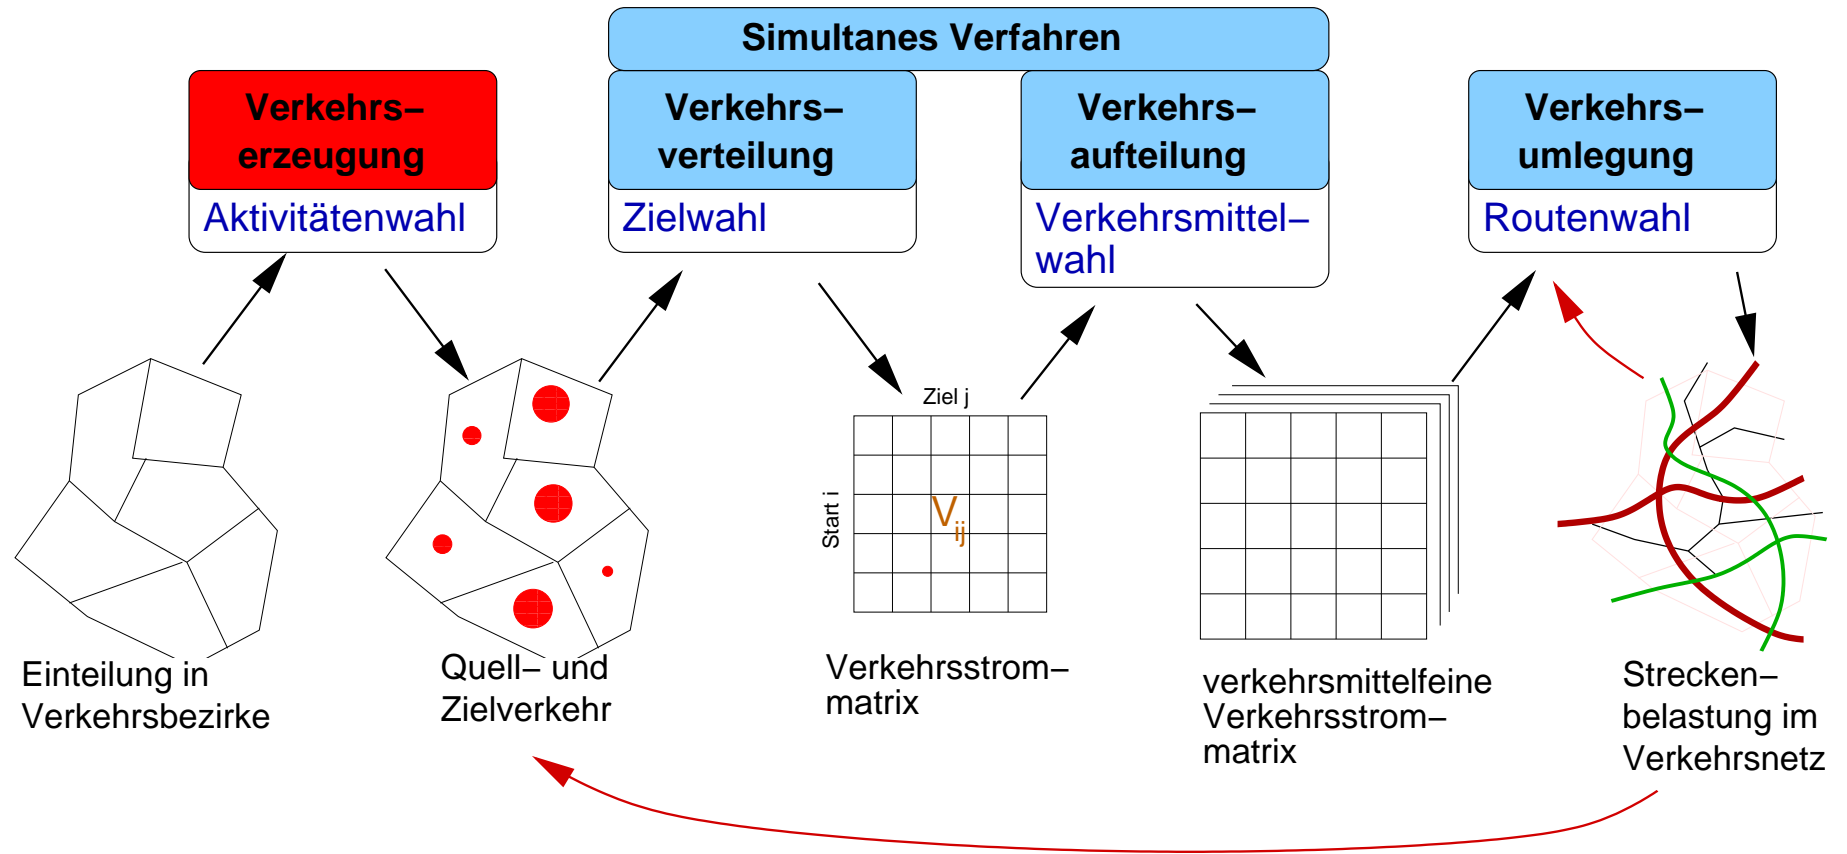 Simultanes Verfahren
Verkehrs–
erzeugung
Aktivitätenwahl
Verkehrs–
verteilung
Zielwahl
Verkehrs–
aufteilung
Verkehrsmittel–
wahl
Verkehrs–
umlegung
Routenwahl
Ziel j
Start i
Vij
Einteilung in
Verkehrsbezirke
Quell– und
Zielverkehr
Verkehrsstrom–
matrix
verkehrsmittelfeine
Verkehrsstrom–
matrix
Strecken–
belastung im
Verkehrsnetz